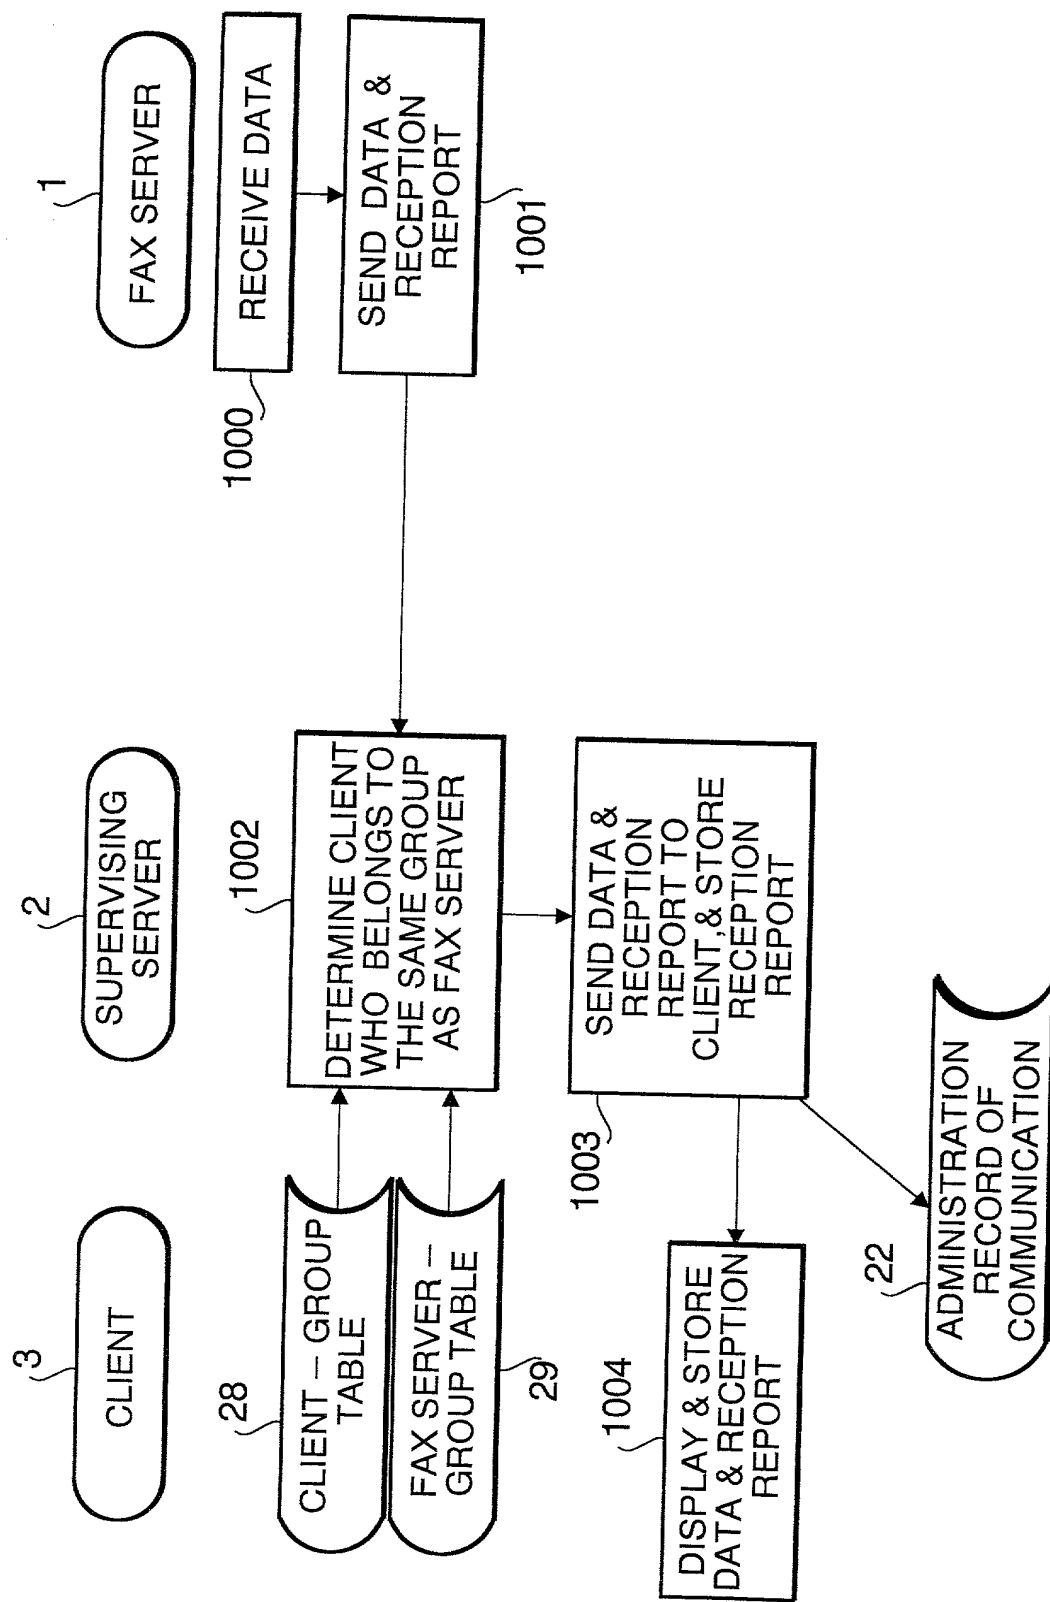 3
CLIENT
2
SUPERVISING
SERVER
1
FAX SERVER
28
CLIENT – GROUP
TABLE
FAX SERVER –
GROUP TABLE
29
1002
DETERMINE CLIENT
WHO BELONGS TO
THE SAME GROUP
AS FAX SERVER
1000
RECEIVE DATA
SEND DATA &
RECEPTION
REPORT
1001
1003
SEND DATA &
RECEPTION
REPORT TO
CLIENT,& STORE
RECEPTION
REPORT
1004
DISPLAY & STORE
DATA & RECEPTION
REPORT
22
ADMINISTRATION
RECORD OF
COMMUNICATION